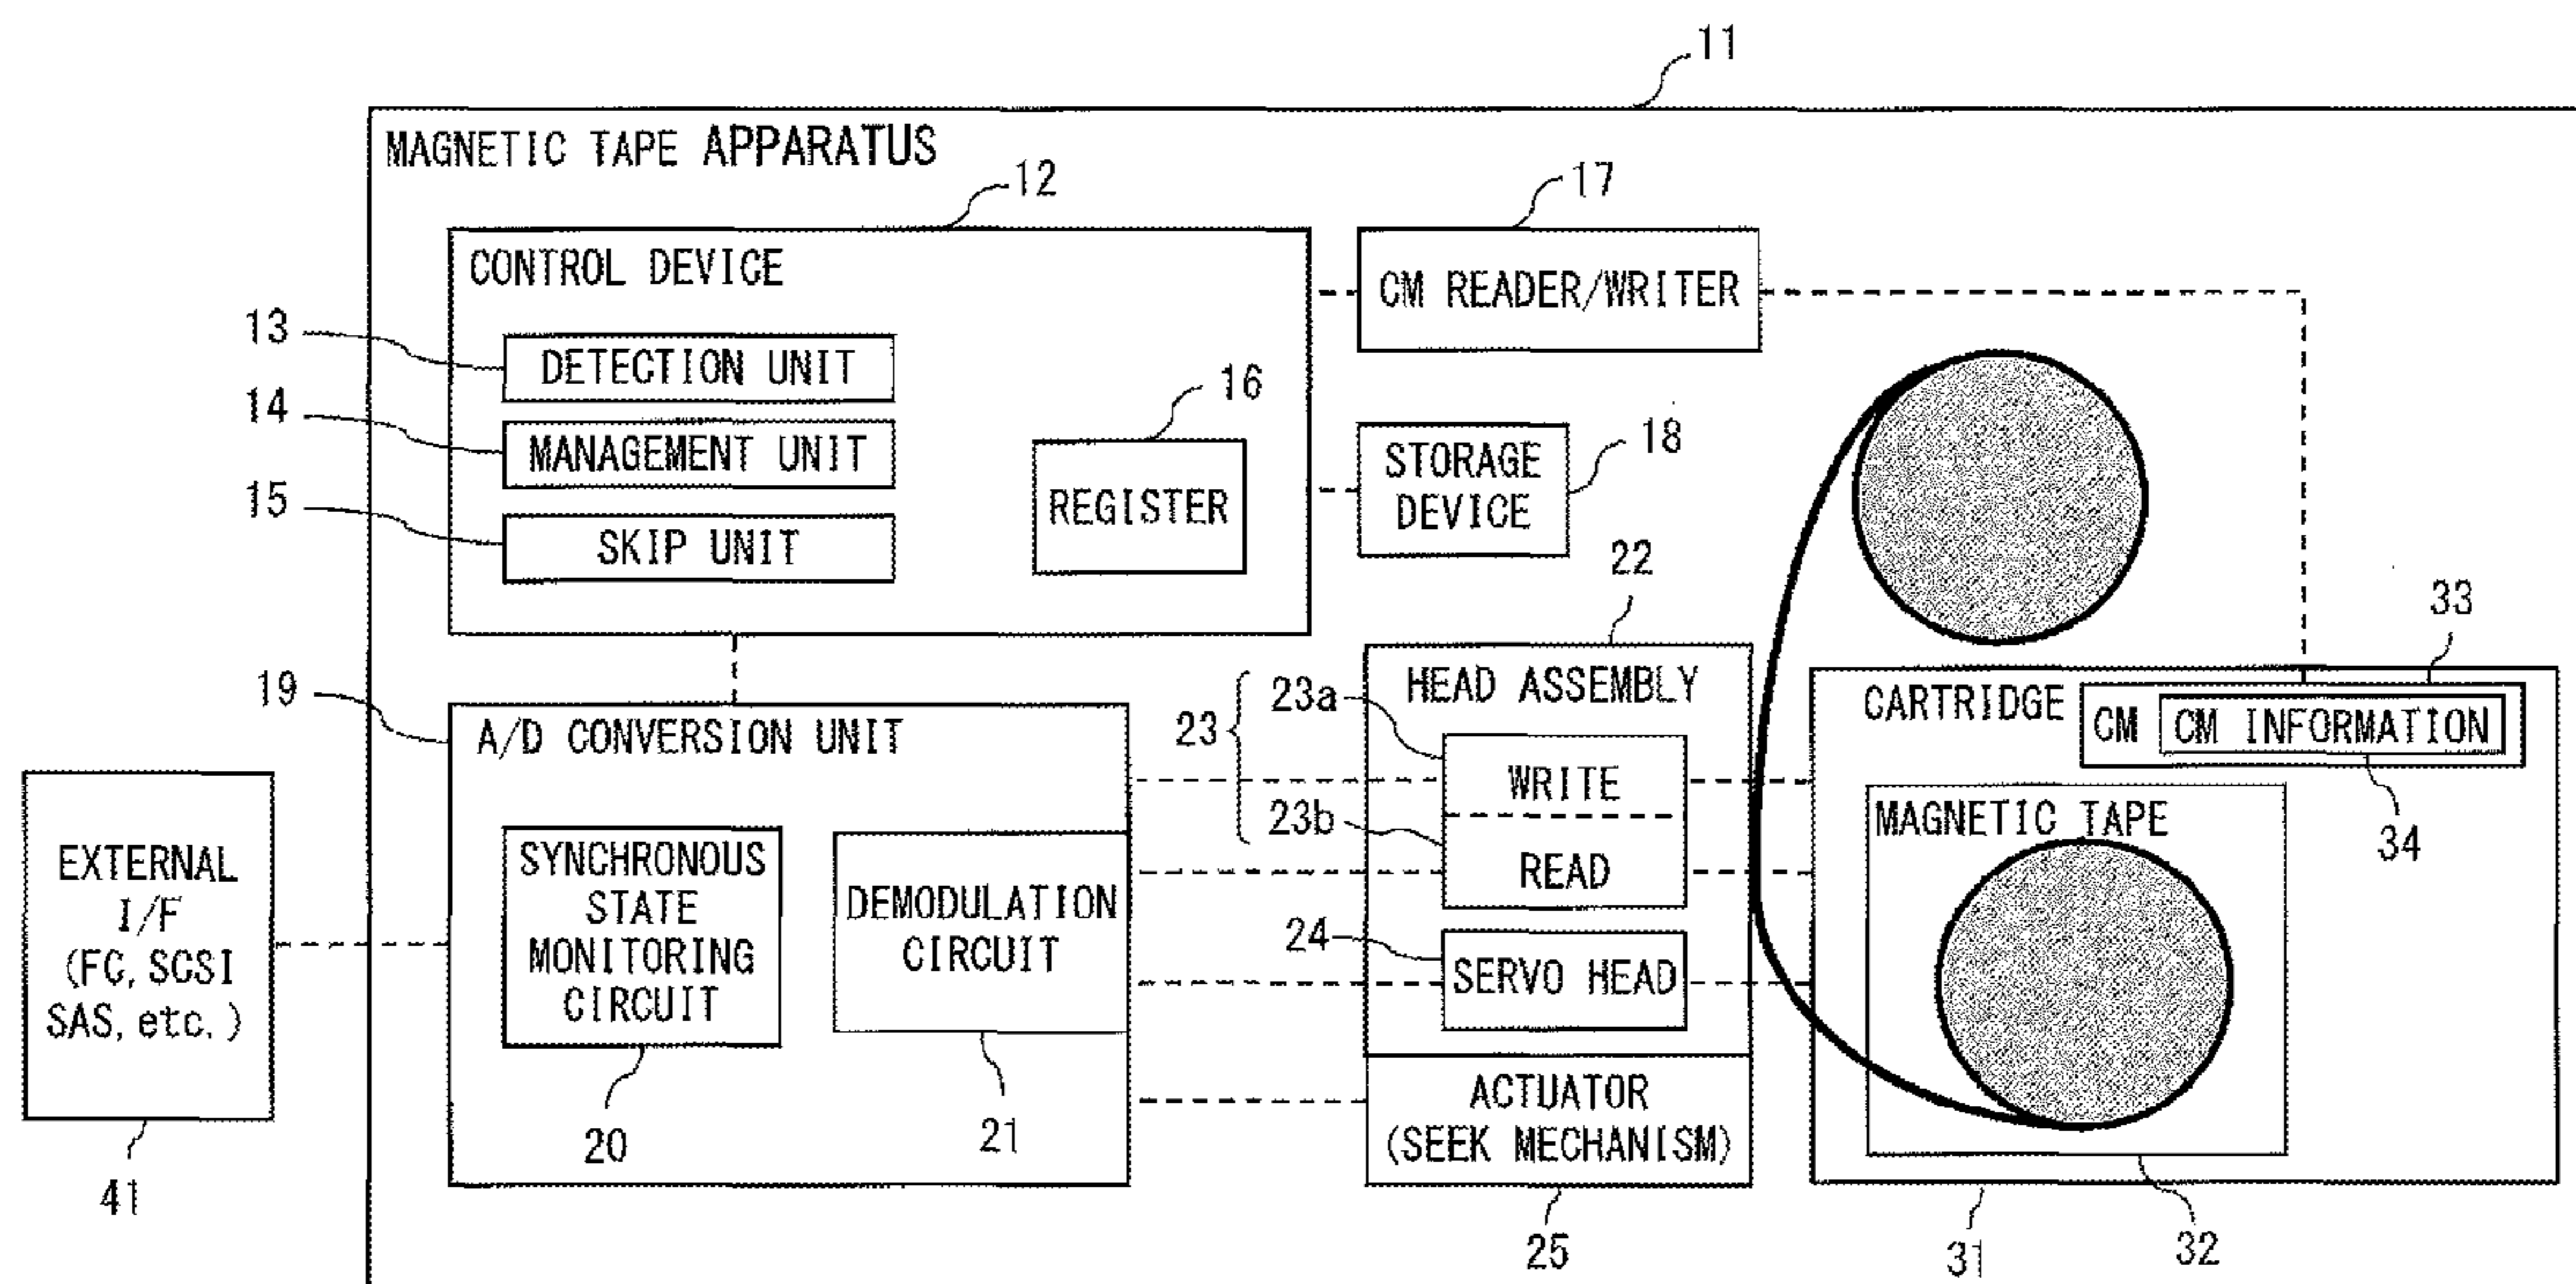 11
MAGNETIC TAPE APPARATUS
12
17
CONTROL DEVICE
CM READER/WRITER
13
DETECTION UNIT
14
MANAGEMENT UNIT
15
SKIP UNIT
16
REGISTER
18
STORAGE
DEVICE
22
33
19
A/D CONVERSION UNIT
23
23a
23b
HEAD ASSEMBLY
WRITE
READ
24
SERVO HEAD
CARTRIDGE
CM
CM INFORMATION
34
MAGNETIC TAPE
EXTERNAL
I/F
(FC, SCSI
SAS, etc.)
SYNCHRONOUS
STATE
MONITORING
CIRCUIT
DEMODULATION
CIRCUIT
ACTUATOR
(SEEK MECHANISM)
41
20
21
25
31
32